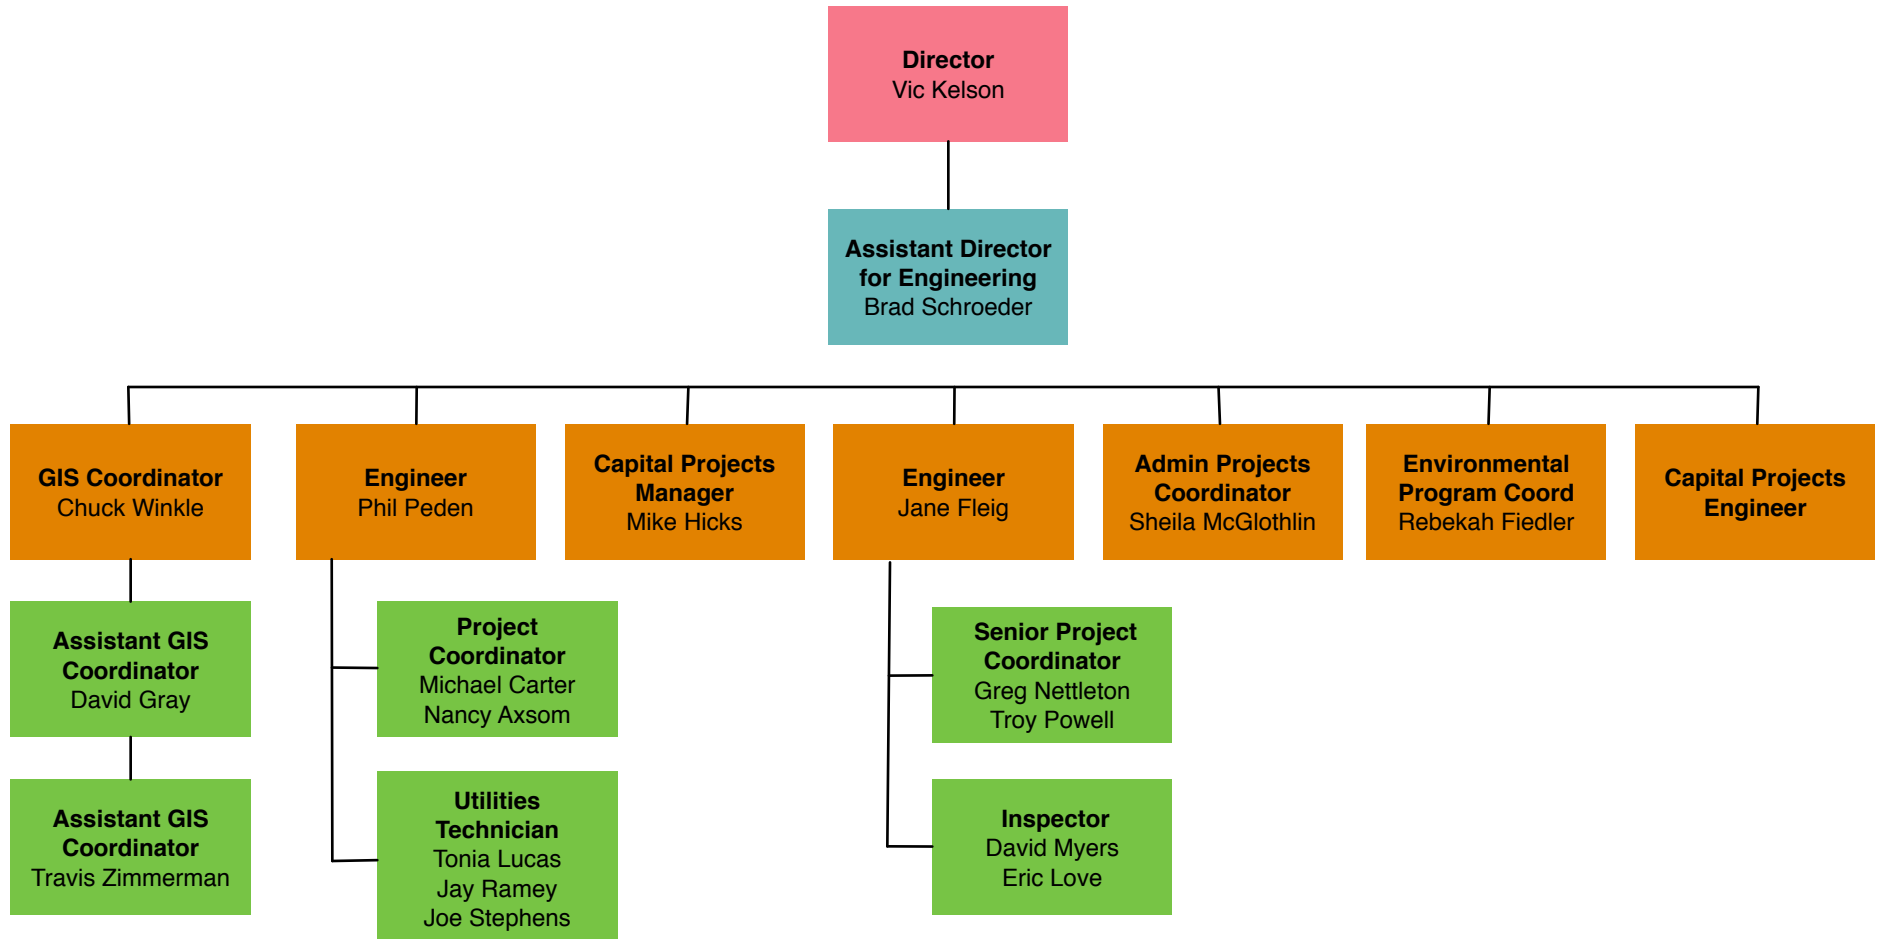 Director
Vic Kelson
Assistant Director
for Engineering
Brad Schroeder
GIS Coordinator
Chuck Winkle
Engineer
Phil Peden
Capital Projects
Manager
Mike Hicks
Engineer
Jane Fleig
Admin Projects
Coordinator
Sheila McGlothlin
Environmental
Program Coord
Rebekah Fiedler
Capital Projects
Engineer
Assistant GIS
Coordinator
David Gray
Assistant GIS
Coordinator
Travis Zimmerman
Project
Coordinator
Michael Carter
Nancy Axsom
Utilities
Technician
Tonia Lucas
Jay Ramey
Joe Stephens
Senior Project
Coordinator
Greg Nettleton
Troy Powell
Inspector
David Myers
Eric Love